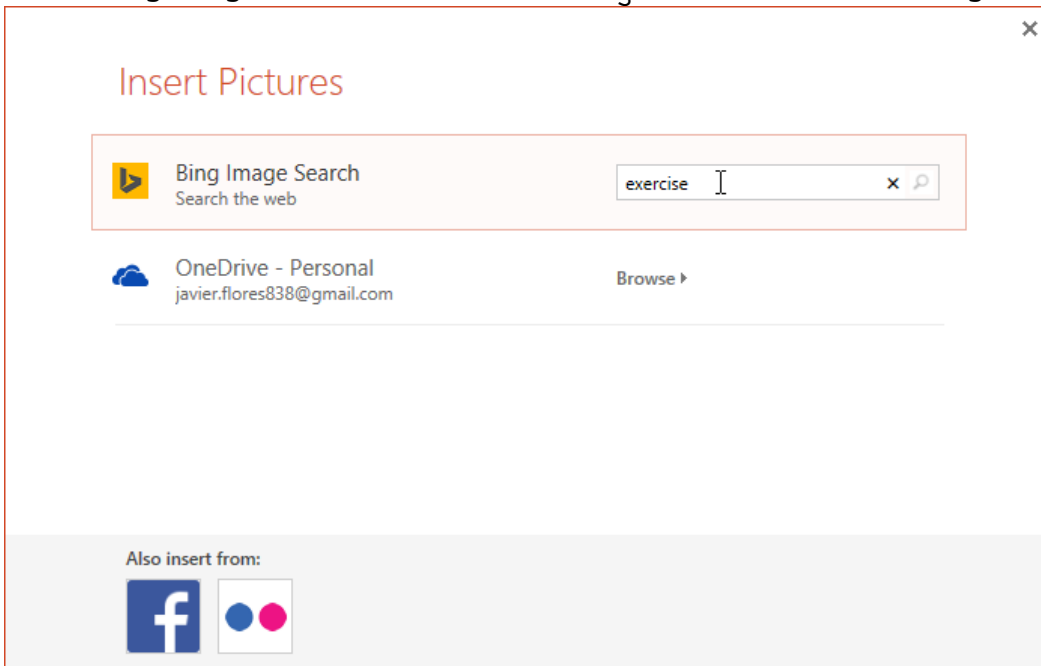 Insert Pictures
Bing Image Search
Search the web
exercise
OneDrive - Personal
javier.flores838@gmail.com
Browse
Also insert from:
f